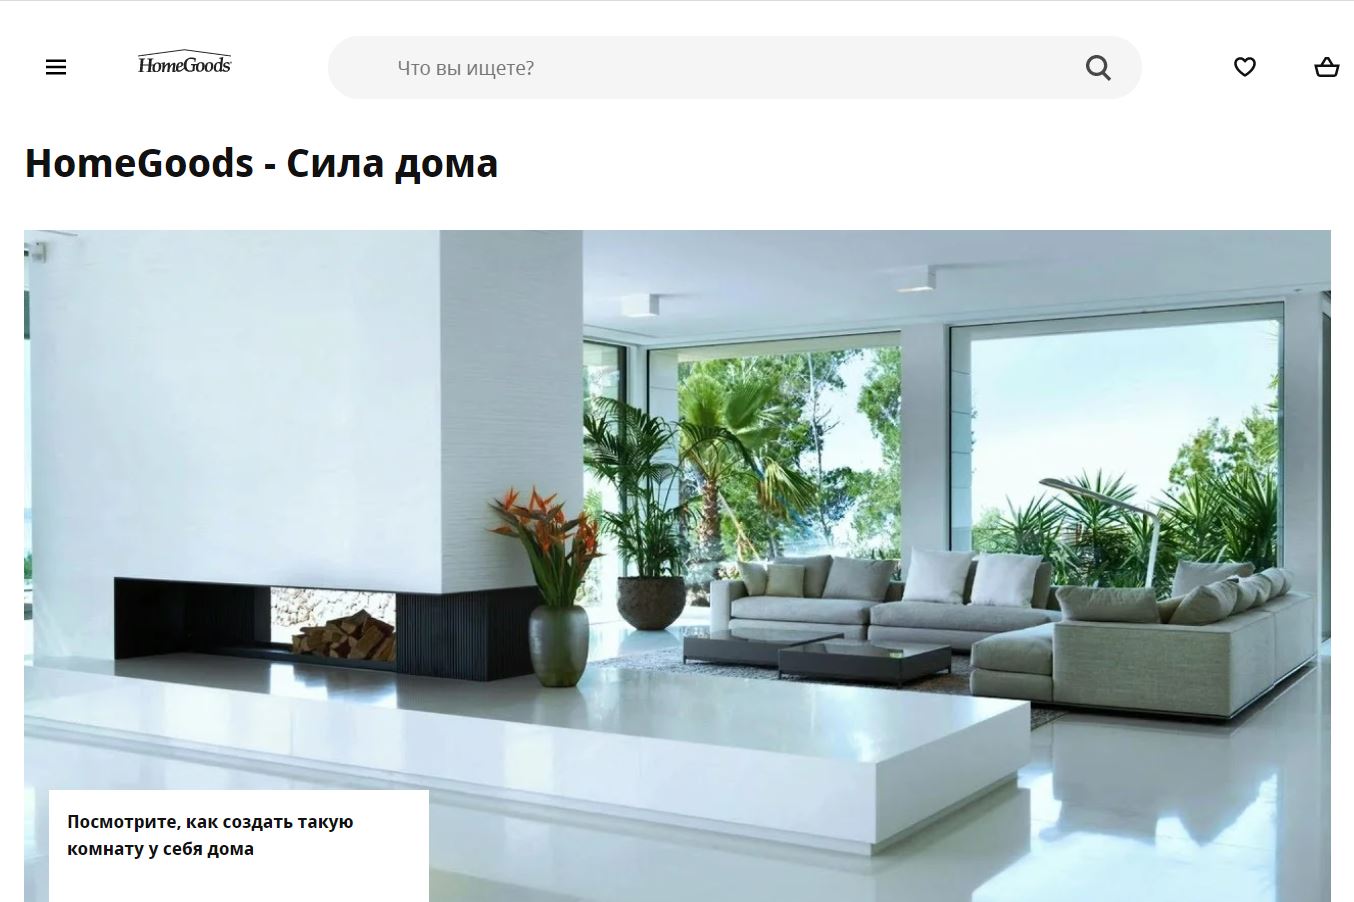 HomeGoods
Что вы ищете?
HomeGoods - Сила дома
Посмотрите, как создать такую
комнату у себя дома